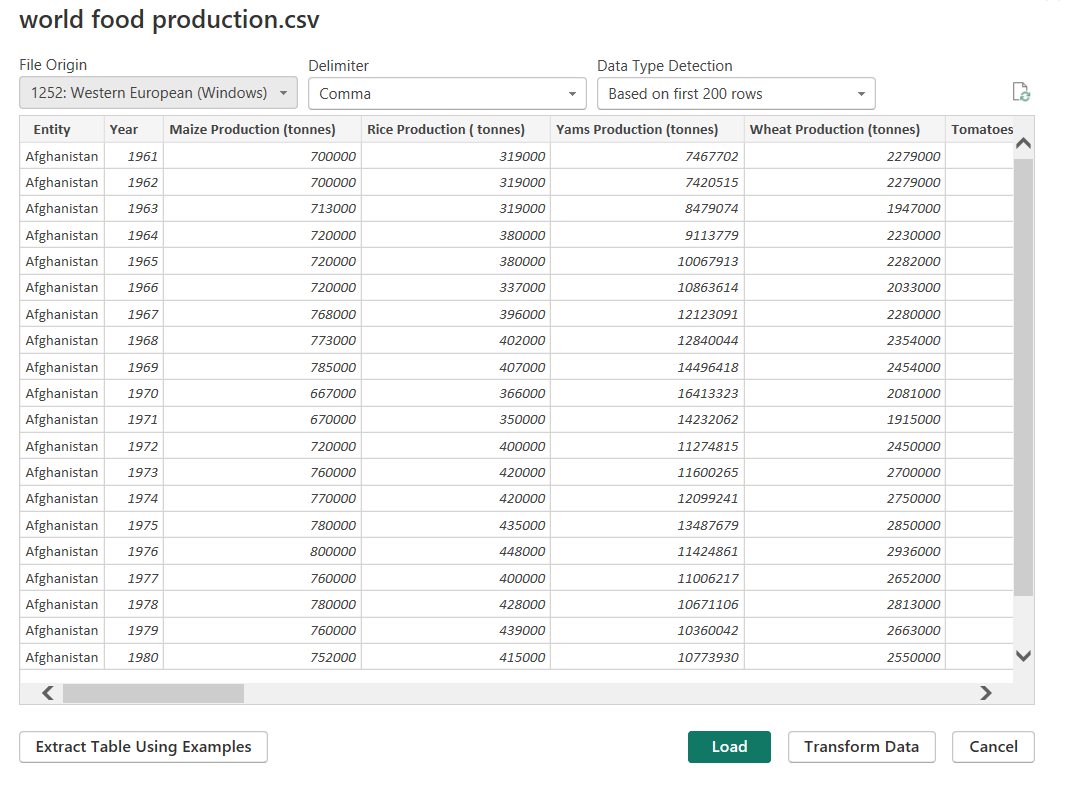 world food production.csv
File Origin Delimiter Data Type Detection
1252: Western European (Windows) Comma Based on first 200 rows
Entity Year Maize Production (tonnes) Rice Production ( tonnes) Yams Production (tonnes) Wheat Production (tonnes) Tomatoes
Afghanistan 1961 700000 319000 7467702 2279000
Afghanistan 1962 700000 319000 7420515 2279000
Afghanistan 1963 713000 319000 8479074 1947000
Afghanistan 1964 720000 380000 9113779 2230000
Afghanistan 1965 720000 380000 10067913 2282000
Afghanistan 1966 720000 337000 10863614 2033000
Afghanistan 1967 768000 396000 12123091 2280000
Afghanistan 1968 773000 402000 12840044 2354000
Afghanistan 1969 785000 407000 14496418 2454000
Afghanistan 1970 667000 366000 16413323 2081000
Afghanistan 1971 670000 350000 14232062 1915000
Afghanistan 1972 720000 400000 11274815 2450000
Afghanistan 1973 760000 420000 11600265 2700000
Afghanistan 1974 770000 420000 12099241 2750000
Afghanistan 1975 780000 435000 13487679 2850000
Afghanistan 1976 800000 448000 11424861 2936000
Afghanistan 1977 760000 400000 11006217 2652000
Afghanistan 1978 780000 428000 10671106 2813000
Afghanistan 1979 760000 439000 10360042 2663000
Afghanistan 1980 752000 415000 10773930 2550000
Extract Table Using Examples Load Transform Data Cancel